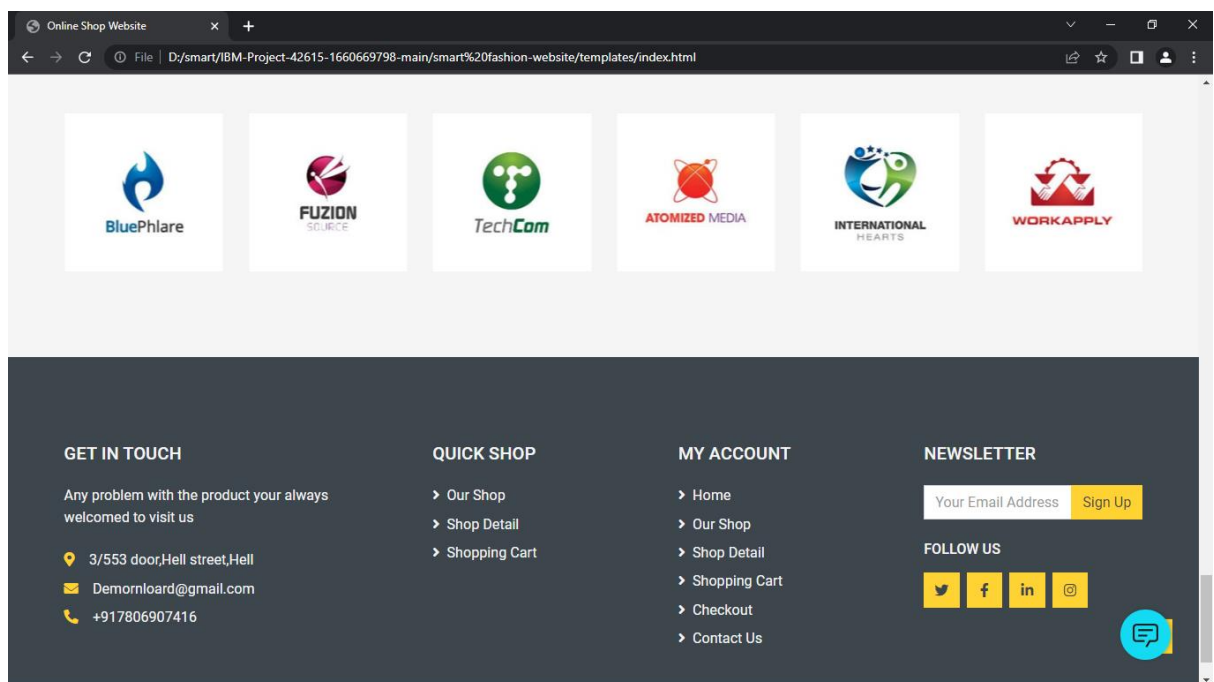 Online Shop Website
File | D:/smart/IBM-Project-42615-1660669798-main/smart%20fashion-website/templates/index.html
BluePhlare
FUZION
SOURCE
TechCom
ATOMIZED MEDIA
INTERNATIONAL
HEARTS
WORKAPPLY
GET IN TOUCH
Any problem with the product your always
welcomed to visit us
3/553 door,Hell street,Hell
Demornloard@gmail.com
+917806907416
QUICK SHOP
Our Shop
Shop Detail
Shopping Cart
MY ACCOUNT
Home
Our Shop
Shop Detail
Shopping Cart
Checkout
Contact Us
NEWSLETTER
Your Email Address
Sign Up
FOLLOW US